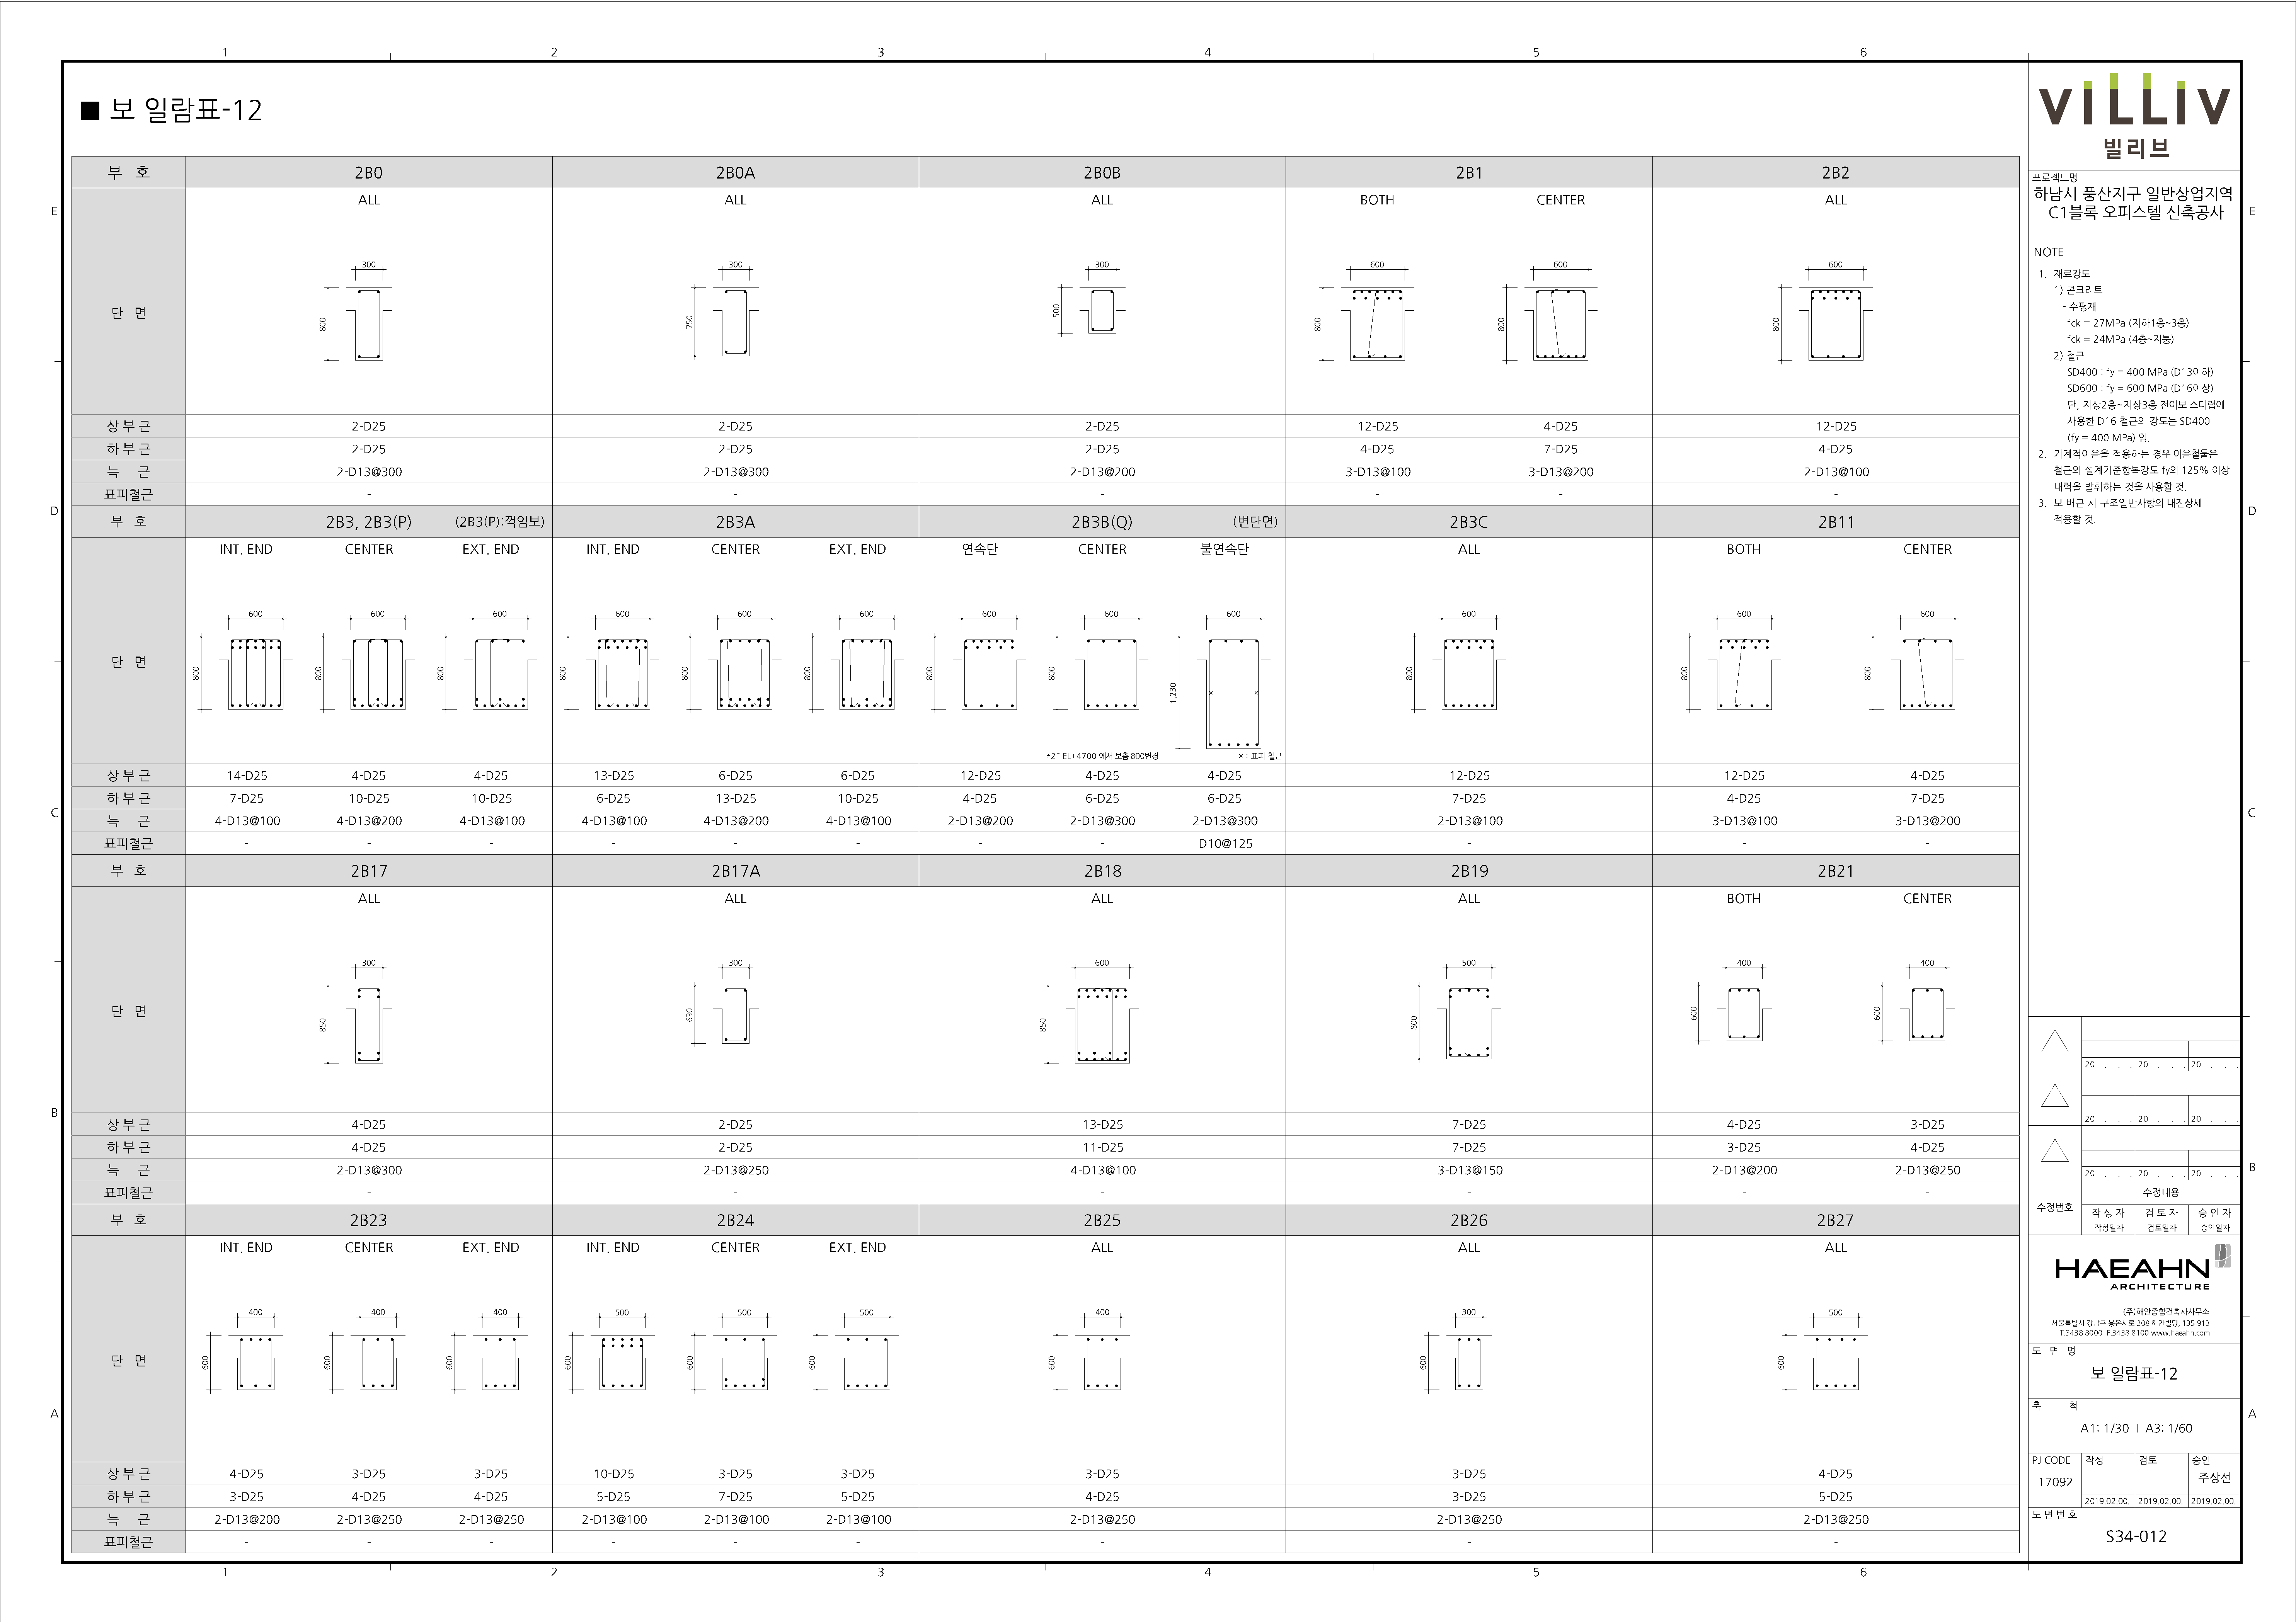 1 2 3 4 5 6
■ 보 일람표-12
부 호 2B0 2B0A 2B0B 2B1 2B2
ALL ALL ALL BOTH CENTER ALL
단 면
300 300 300 600 600 600
800 750 500 800 800 800
상 부 근 2-D25 2-D25 2-D25 12-D25 4-D25 12-D25
하 부 근 2-D25 2-D25 2-D25 4-D25 7-D25 4-D25
늑 근 2-D13@300 2-D13@300 2-D13@200 3-D13@100 3-D13@200 2-D13@100
표피철근 - - - - - -
부 호 2B3, 2B3(P) (2B3(P):꺽임보) 2B3A 2B3B(Q) (변단면) 2B3C 2B11
INT. END CENTER EXT. END INT. END CENTER EXT. END 연속단 CENTER 불연속단 ALL BOTH CENTER
단 면
600 600 600 600 600 600 600 600 600 600 600 600
800 800 800 800 800 800 800 800 1,230 800 800 800
*2F EL+4700 에서 보춤 800변경 × : 표피 철근
상 부 근 14-D25 4-D25 4-D25 13-D25 6-D25 6-D25 12-D25 4-D25 4-D25 12-D25 12-D25 4-D25
하 부 근 7-D25 10-D25 10-D25 6-D25 13-D25 10-D25 4-D25 6-D25 6-D25 7-D25 4-D25 7-D25
늑 근 4-D13@100 4-D13@200 4-D13@100 4-D13@100 4-D13@200 4-D13@100 2-D13@200 2-D13@300 2-D13@300 2-D13@100 3-D13@100 3-D13@200
표피철근 - - - - - - - - D10@125 - - -
부 호 2B17 2B17A 2B18 2B19 2B21
ALL ALL ALL ALL BOTH CENTER
단 면
300 300 600 500 400 400
850 630 850 800 600 600
상 부 근 4-D25 2-D25 13-D25 7-D25 4-D25 3-D25
하 부 근 4-D25 2-D25 11-D25 7-D25 3-D25 4-D25
늑 근 2-D13@300 2-D13@250 4-D13@100 3-D13@150 2-D13@200 2-D13@250
표피철근 - - - - - -
부 호 2B23 2B24 2B25 2B26 2B27
INT. END CENTER EXT. END INT. END CENTER EXT. END ALL ALL ALL
단 면
400 400 400 500 500 500 400 300 500
600 600 600 600 600 600 600 600 600
상 부 근 4-D25 3-D25 3-D25 10-D25 3-D25 3-D25 3-D25 3-D25 4-D25
하 부 근 3-D25 4-D25 4-D25 5-D25 7-D25 5-D25 4-D25 3-D25 5-D25
늑 근 2-D13@200 2-D13@250 2-D13@250 2-D13@100 2-D13@100 2-D13@100 2-D13@250 2-D13@250 2-D13@250
표피철근 - - - - - - - - -
1 2 3 4 5 6
E
D
C
B
A
E
D
C
B
A
VILLIV
빌리브
프로젝트명
하남시 풍산지구 일반상업지역
C1블록 오피스텔 신축공사
NOTE
1. 재료강도
1) 콘크리트
- 수평재
fck = 27MPa (지하1층~3층)
fck = 24MPa (4층~지붕)
2) 철근
SD400 : fy = 400 MPa (D13이하)
SD600 : fy = 600 MPa (D16이상)
단, 지상2층~지상3층 전이보 스터럽에
사용한 D16 철근의 강도는 SD400
(fy = 400 MPa) 임.
2. 기계적이음을 적용하는 경우 이음철물은
철근의 설계기준항복강도 fy의 125% 이상
내력을 발휘하는 것을 사용할 것.
3. 보 배근 시 구조일반사항의 내진상세
적용할 것.
20 . . . 20 . . . 20 . . .
20 . . . 20 . . . 20 . . .
20 . . . 20 . . . 20 . . .
수정번호 수정내용
작 성 자 검 토 자 승 인 자
작성일자 검토일자 승인일자
HAEAHN
ARCHITECTURE
(주)해안종합건축사사무소
서울특별시 강남구 봉은사로 208 해안빌딩, 135-913
T.3438 8000 F.3438 8100 www.haeahn.com
도 면 명
보 일람표-12
축 척
A1: 1/30 I A3: 1/60
PJ CODE 작성 검토 승인
17092 주상선
2019.02.00. 2019.02.00. 2019.02.00.
도 면 번 호
S34-012